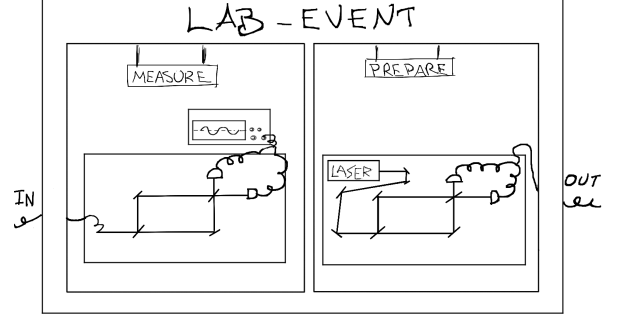 LAB-EVENT
MEASURE
PREPARE
LASER
IN
OUT